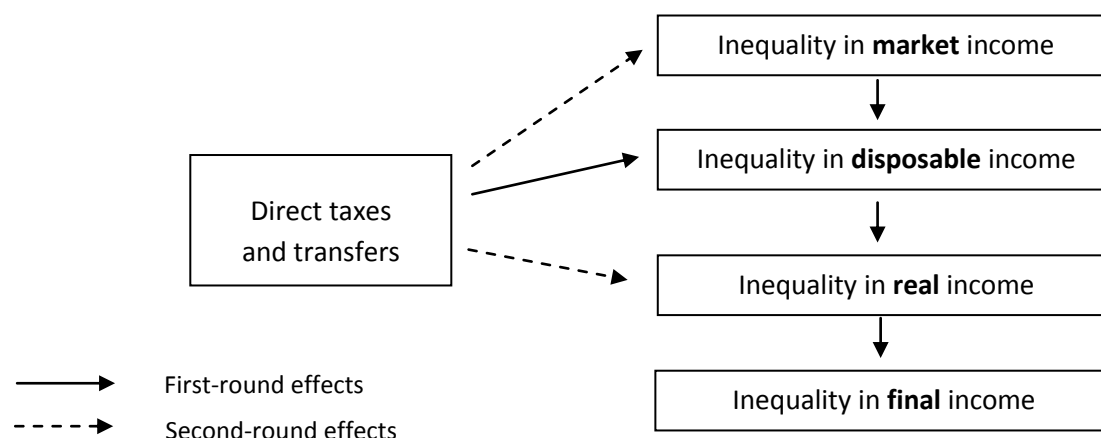 Inequality in market income
Inequality in disposable income
Direct taxes
and transfers
Inequality in real income
Inequality in final income
First-round effects
Second-round effects